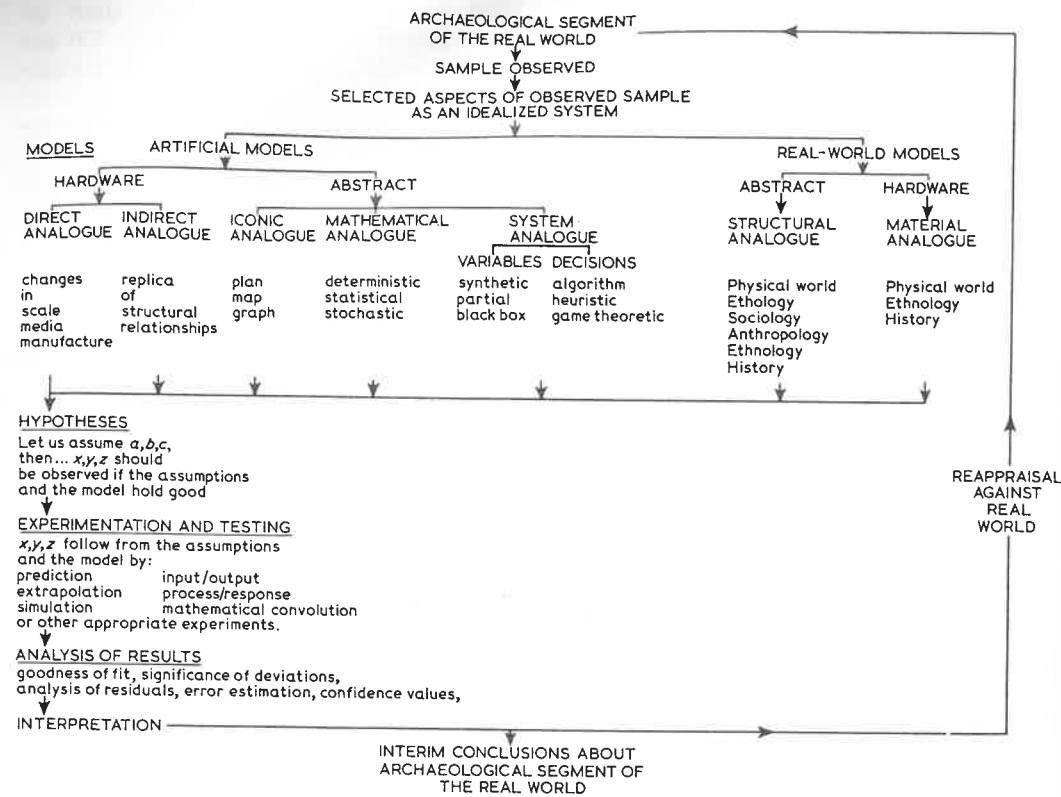 ARCHAEOLOGICAL SEGMENT
OF THE REAL WORLD
SAMPLE OBSERVED
SELECTED ASPECTS OF OBSERVED SAMPLE
AS AN IDEALIZED SYSTEM
MODELS
ARTIFICIAL MODELS
REAL-WORLD MODELS
HARDWARE
ABSTRACT
ABSTRACT
HARDWARE
DIRECT
ANALOGUE
INDIRECT
ANALOGUE
ICONIC
ANALOGUE
MATHEMATICAL
ANALOGUE
SYSTEM
ANALOGUE
STRUCTURAL
ANALOGUE
MATERIAL
ANALOGUE
VARIABLES
DECISIONS
changes
in
scale
media
manufacture
replica
of
structural
relationships
plan
map
graph
deterministic
statistical
stochastic
synthetic
partial
black box
algorithm
heuristic
game theoretic
Physical world
Ethology
Sociology
Anthropology
Ethnology
History
Physical world
Ethnology
History
HYPOTHESES
Let us assume a,b,c,
then... x,y,z should
be observed if the assumptions
and the model hold good
EXPERIMENTATION AND TESTING
x,y,z follow from the assumptions
and the model by:
prediction input/output
extrapolation process/response
simulation mathematical convolution
or other appropriate experiments.
ANALYSIS OF RESULTS
goodness of fit, significance of deviations,
analysis of residuals, error estimation, confidence values,
INTERPRETATION
INTERIM CONCLUSIONS ABOUT
ARCHAEOLOGICAL SEGMENT OF
THE REAL WORLD
REAPPRAISAL
AGAINST
REAL
WORLD